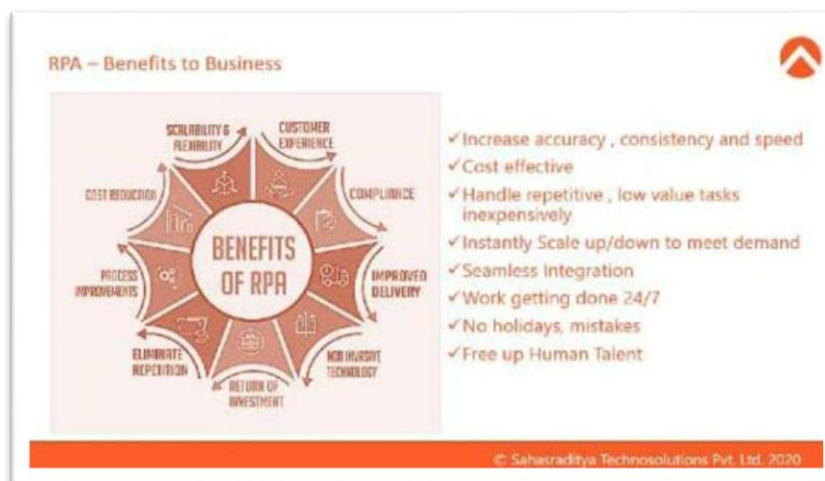 RPA – Benefits to Business
SCALABILITY &
FLEXIBILITY
CUSTOMER
EXPERIENCE
COST REDUCTION
COMPLIANCE
BENEFITS
OF RPA
PROCESS
IMPROVEMENTS
IMPROVED
DELIVERY
ELIMINATE
REPETITION
NON INVASIVE
TECHNOLOGY
RETURN OF
INVESTMENT
✓Increase accuracy , consistency and speed
✓Cost effective
✓Handle repetitive , low value tasks
inexpensively
✓Instantly Scale up/down to meet demand
✓Seamless Integration
✓Work getting done 24/7
✓No holidays, mistakes
✓Free up Human Talent
© Sahasraditya Technosolutions Pvt. Ltd. 2020